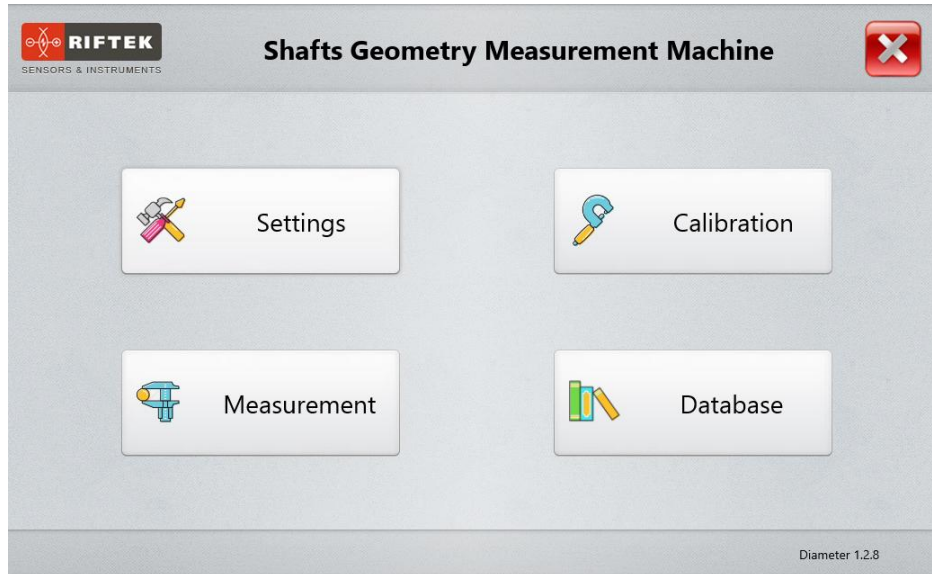 RIFTEK
SENSORS & INSTRUMENTS
Shafts Geometry Measurement Machine
Settings
Calibration
Measurement
Database
Diameter 1.2.8